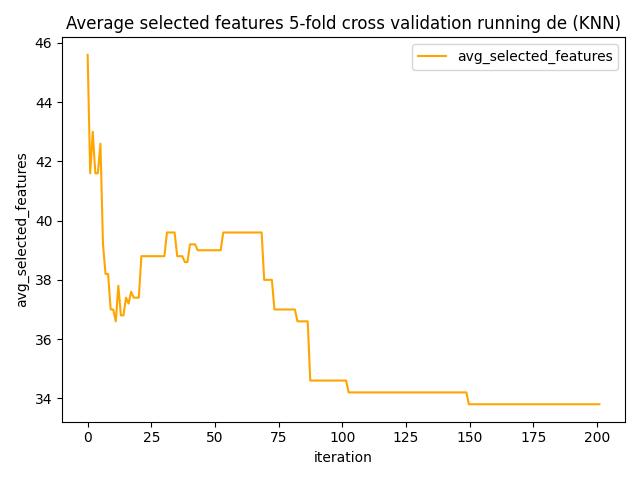 Average selected features 5-fold cross validation running de (KNN)
avg_selected_features
avg_selected_features
46
44
42
40
38
36
34
0 25 50 75 100 125 150 175 200
iteration